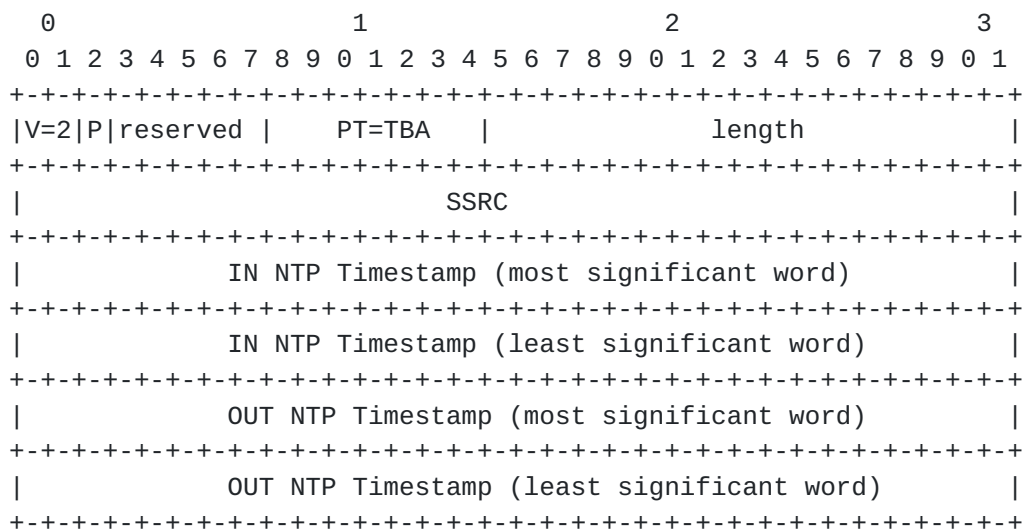 0                   1                   2                   3
 0 1 2 3 4 5 6 7 8 9 0 1 2 3 4 5 6 7 8 9 0 1 2 3 4 5 6 7 8 9 0 1
+-+-+-+-+-+-+-+-+-+-+-+-+-+-+-+-+-+-+-+-+-+-+-+-+-+-+-+-+-+-+-+-+
|V=2|P|reserved |    PT=TBA   |              length             |
+-+-+-+-+-+-+-+-+-+-+-+-+-+-+-+-+-+-+-+-+-+-+-+-+-+-+-+-+-+-+-+-+
|                           SSRC                                |
+-+-+-+-+-+-+-+-+-+-+-+-+-+-+-+-+-+-+-+-+-+-+-+-+-+-+-+-+-+-+-+-+
|             IN NTP Timestamp (most significant word)          |
+-+-+-+-+-+-+-+-+-+-+-+-+-+-+-+-+-+-+-+-+-+-+-+-+-+-+-+-+-+-+-+-+
|             IN NTP Timestamp (least significant word)         |
+-+-+-+-+-+-+-+-+-+-+-+-+-+-+-+-+-+-+-+-+-+-+-+-+-+-+-+-+-+-+-+-+
|             OUT NTP Timestamp (most significant word)         |
+-+-+-+-+-+-+-+-+-+-+-+-+-+-+-+-+-+-+-+-+-+-+-+-+-+-+-+-+-+-+-+-+
|             OUT NTP Timestamp (least significant word)        |
+-+-+-+-+-+-+-+-+-+-+-+-+-+-+-+-+-+-+-+-+-+-+-+-+-+-+-+-+-+-+-+-+